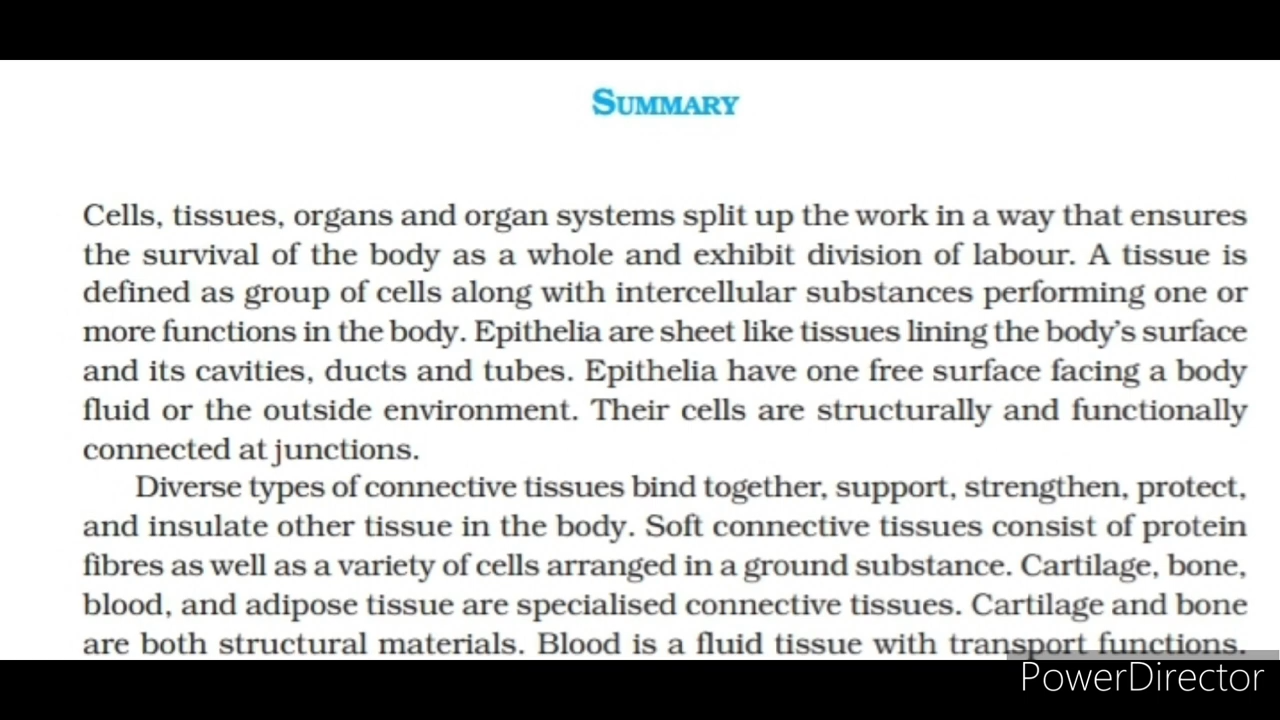 SUMMARY
Cells, tissues, organs and organ systems split up the work in a way that ensures
the survival of the body as a whole and exhibit division of labour. A tissue is
defined as group of cells along with intercellular substances performing one or
more functions in the body. Epithelia are sheet like tissues lining the body's surface
and its cavities, ducts and tubes. Epithelia have one free surface facing a body
fluid or the outside environment. Their cells are structurally and functionally
connected at junctions.
Diverse types of connective tissues bind together, support, strengthen, protect,
and insulate other tissue in the body. Soft connective tissues consist of protein
fibres as well as a variety of cells arranged in a ground substance. Cartilage, bone,
blood, and adipose tissue are specialised connective tissues. Cartilage and bone
are both structural materials. Blood is a fluid tissue with transport functions.
PowerDirector